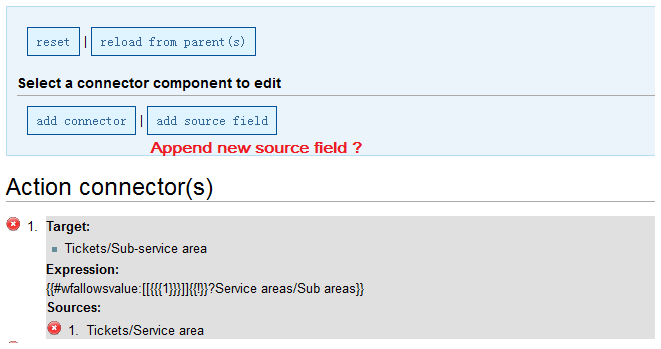 reset | reload from parent(s)
Select a connector component to edit
add connector | add source field
Append new source field ?
Action connector(s)
1. Target:
Tickets/Sub-service area
Expression:
{{#wfallowsvalue:[[{{{1}}}]]{{!}}?Service areas/Sub areas}}
Sources:
1. Tickets/Service area